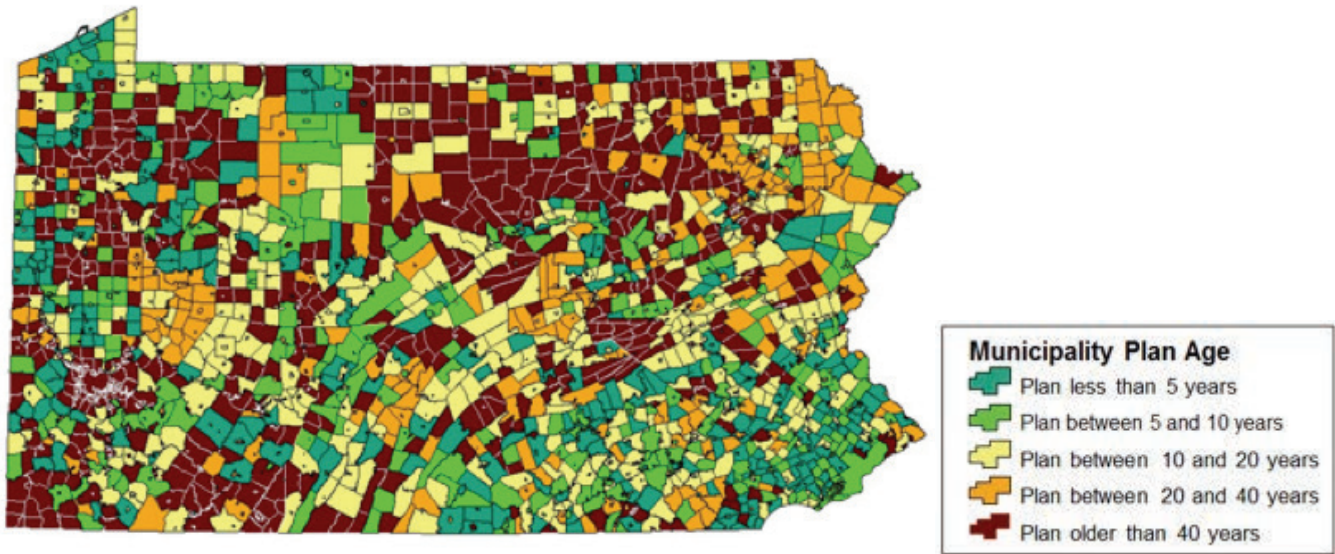 Municipality Plan Age
Plan less than 5 years
Plan between 5 and 10 years
Plan between 10 and 20 years
Plan between 20 and 40 years
Plan older than 40 years